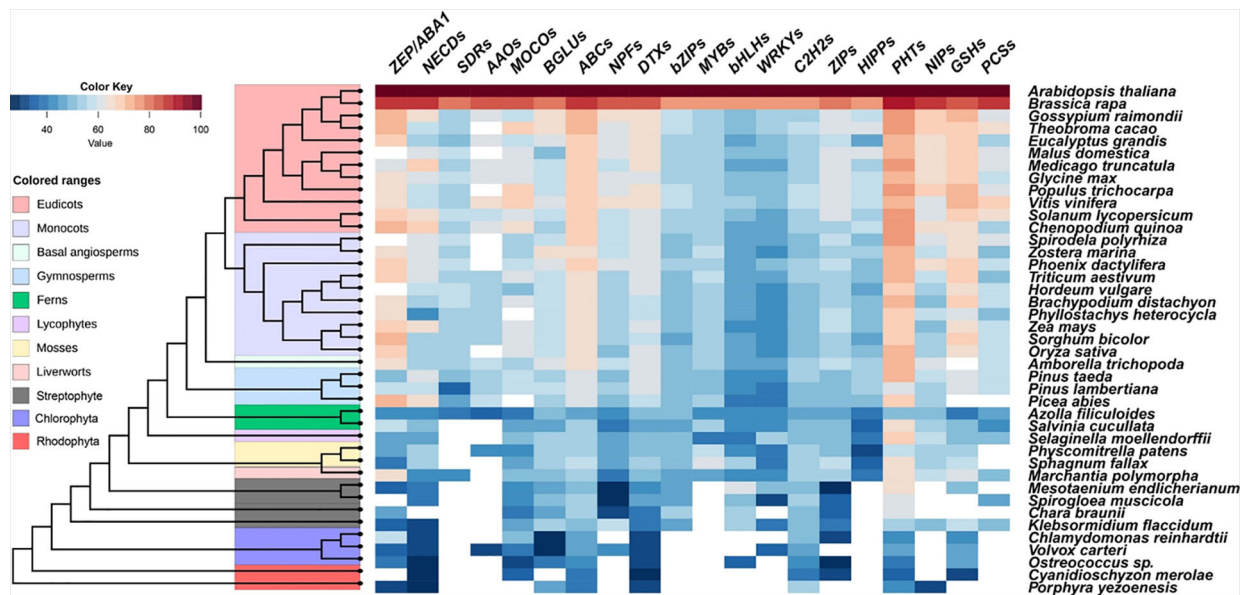 ZEP/ABA1
NECDs
SDRs
AAOs
MOCOs
BGLUs
ABCs
NPFs
DTXs
bZIPs
MYBs
bHLHs
WRKYs
C2H2s
ZIPs
HIPPs
PHTs
NIPs
GSHs
PCSs
Color Key
40 60 80 100
Value
Colored ranges
Eudicots
Monocots
Basal angiosperms
Gymnosperms
Ferns
Lycophytes
Mosses
Liverworts
Streptophyte
Chlorophyta
Rhodophyta
Arabidopsis thaliana
Brassica rapa
Gossypium raimondii
Theobroma cacao
Eucalyptus grandis
Malus domestica
Medicago truncatula
Glycine max
Populus trichocarpa
Vitis vinifera
Solanum lycopersicum
Chenopodium quinoa
Spirodela polyrhiza
Zostera marina
Phoenix dactylifera
Triticum aestivum
Hordeum vulgare
Brachypodium distachyon
Phyllostachys heterocycla
Zea mays
Sorghum bicolor
Oryza sativa
Amborella trichopoda
Pinus taeda
Pinus lambertiana
Picea abies
Azolla filiculoides
Salvinia cucullata
Selaginella moellendorffii
Physcomitrella patens
Sphagnum fallax
Marchantia polymorpha
Mesotaenium endlicherianum
Spirogloea muscicola
Chara braunii
Klebsormidium flaccidum
Chlamydomonas reinhardtii
Volvox carteri
Ostreococcus sp.
Cyanidioschyzon merolae
Porphyra yezoensis